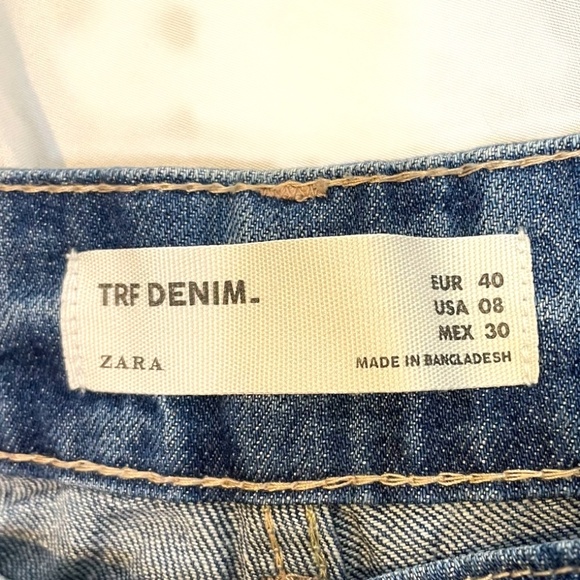 TRF DENIM.
ZARA
EUR 40
USA 08
MEX 30
MADE IN BANGLADESH